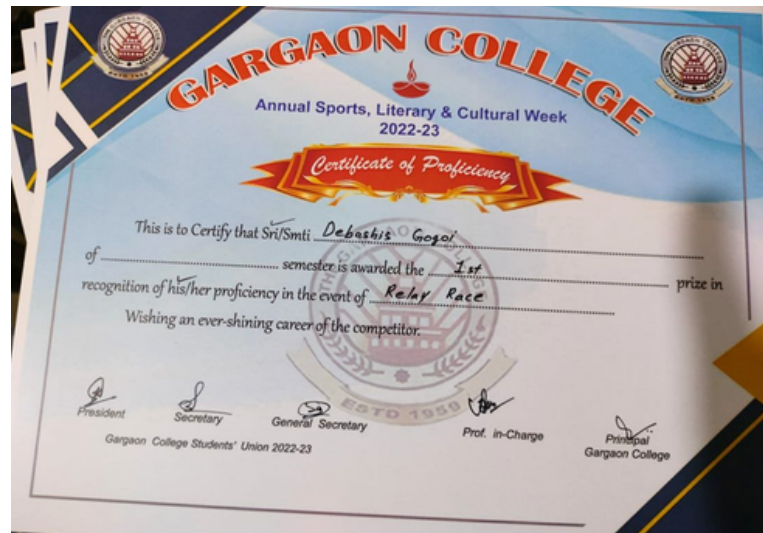 GARGAON COLLEGE
Annual Sports, Literary & Cultural Week
2022-23
Certificate of Proficiency
This is to Certify that Sri/Smti Debashis Gogoi
of semester is awarded the 1st prize in
recognition of his/her proficiency in the event of Relay Race
Wishing an ever-shining career of the competitor.
ESTD 1959
President
Secretary
General Secretary
Prof. in-Charge
Principal
Gargaon College Students' Union 2022-23
Gargaon College